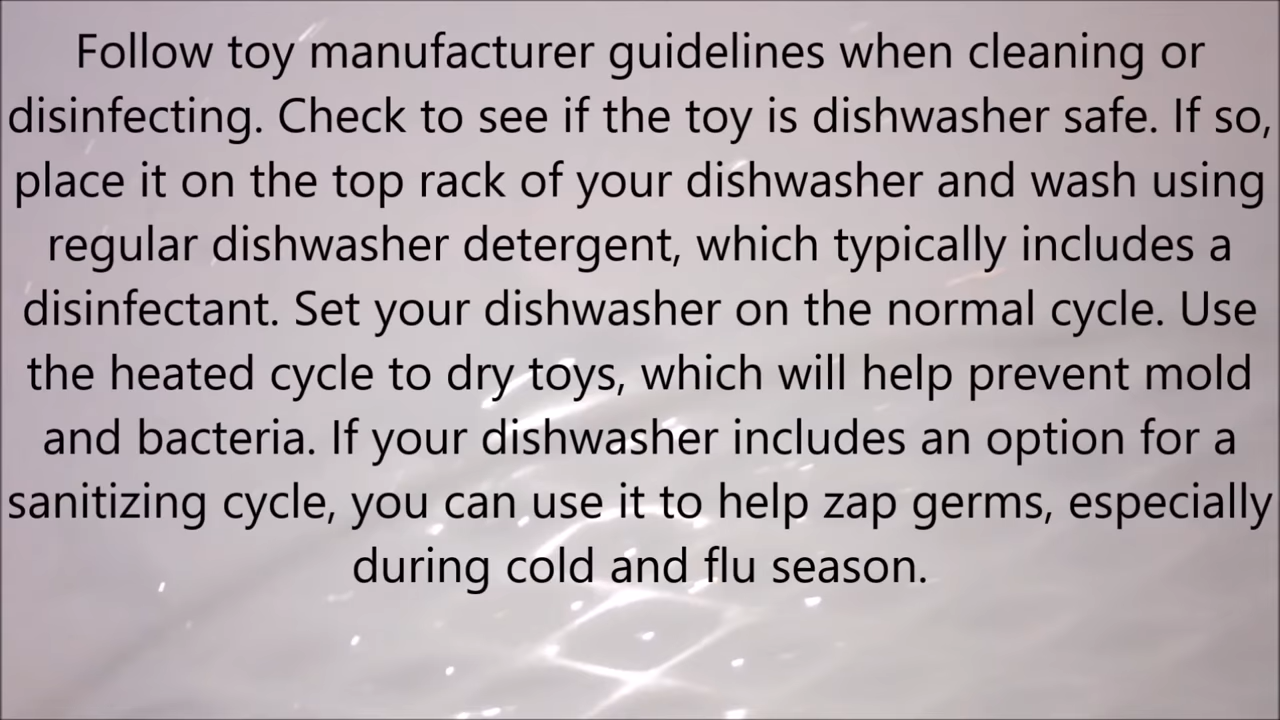 Follow toy manufacturer guidelines when cleaning or
disinfecting. Check to see if the toy is dishwasher safe. If so,
place it on the top rack of your dishwasher and wash using
regular dishwasher detergent, which typically includes a
disinfectant. Set your dishwasher on the normal cycle. Use
the heated cycle to dry toys, which will help prevent mold
and bacteria. If your dishwasher includes an option for a
sanitizing cycle, you can use it to help zap germs, especially
during cold and flu season.